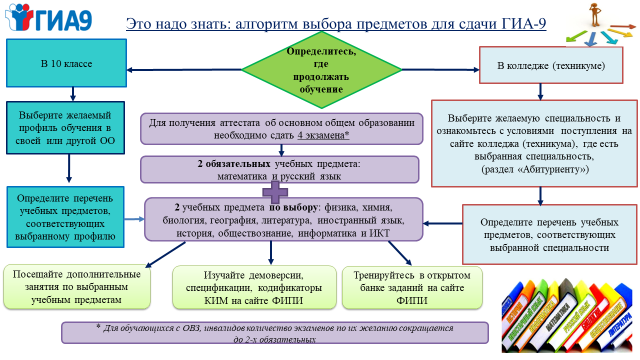 ГИА9
Это надо знать: алгоритм выбора предметов для сдачи ГИА-9
Определитесь,
где
продолжать
обучение
В 10 классе
В колледже (техникуме)
Выберите желаемый
профиль обучения в
своей или другой ОО
Для получения аттестата об основном общем образовании
необходимо сдать 4 экзамена*
Выберите желаемую специальность и
ознакомьтесь с условиями поступления на
сайте колледжа (техникума), где есть
выбранная специальность,
(раздел «Абитуриенту»)
2 обязательных учебных предмета:
математика и русский язык
Определите перечень
учебных предметов,
соответствующих
выбранному профилю
2 учебных предмета по выбору: физика, химия,
биология, география, литература, иностранный язык,
история, обществознание, информатика и ИКТ
Определите перечень учебных
предметов, соответствующих
выбранной специальности
Посещайте дополнительные
занятия по выбранным
учебным предметам
Изучайте демоверсии,
спецификации, кодификаторы
КИМ на сайте ФИПИ
Тренируйтесь в открытом
банке заданий на сайте
ФИПИ
* Для обучающихся с ОВЗ, инвалидов количество экзаменов по их желанию сокращается
до 2-х обязательных
МАТЕМАТИКА
РУССКИЙ ЯЗЫК
ЛИТЕРАТУРА